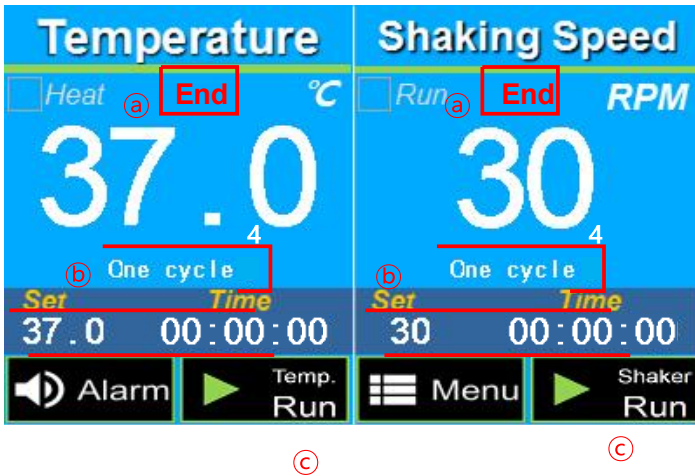 Temperature
Heat ⓐ End ℃
37.0
4
ⓑ One cycle
Set Time
37.0 00:00:00
Alarm Temp. Run
ⓒ
Shaking Speed
Run ⓐ End RPM
30
4
ⓑ One cycle
Set Time
30 00:00:00
Menu Shaker Run
ⓒ